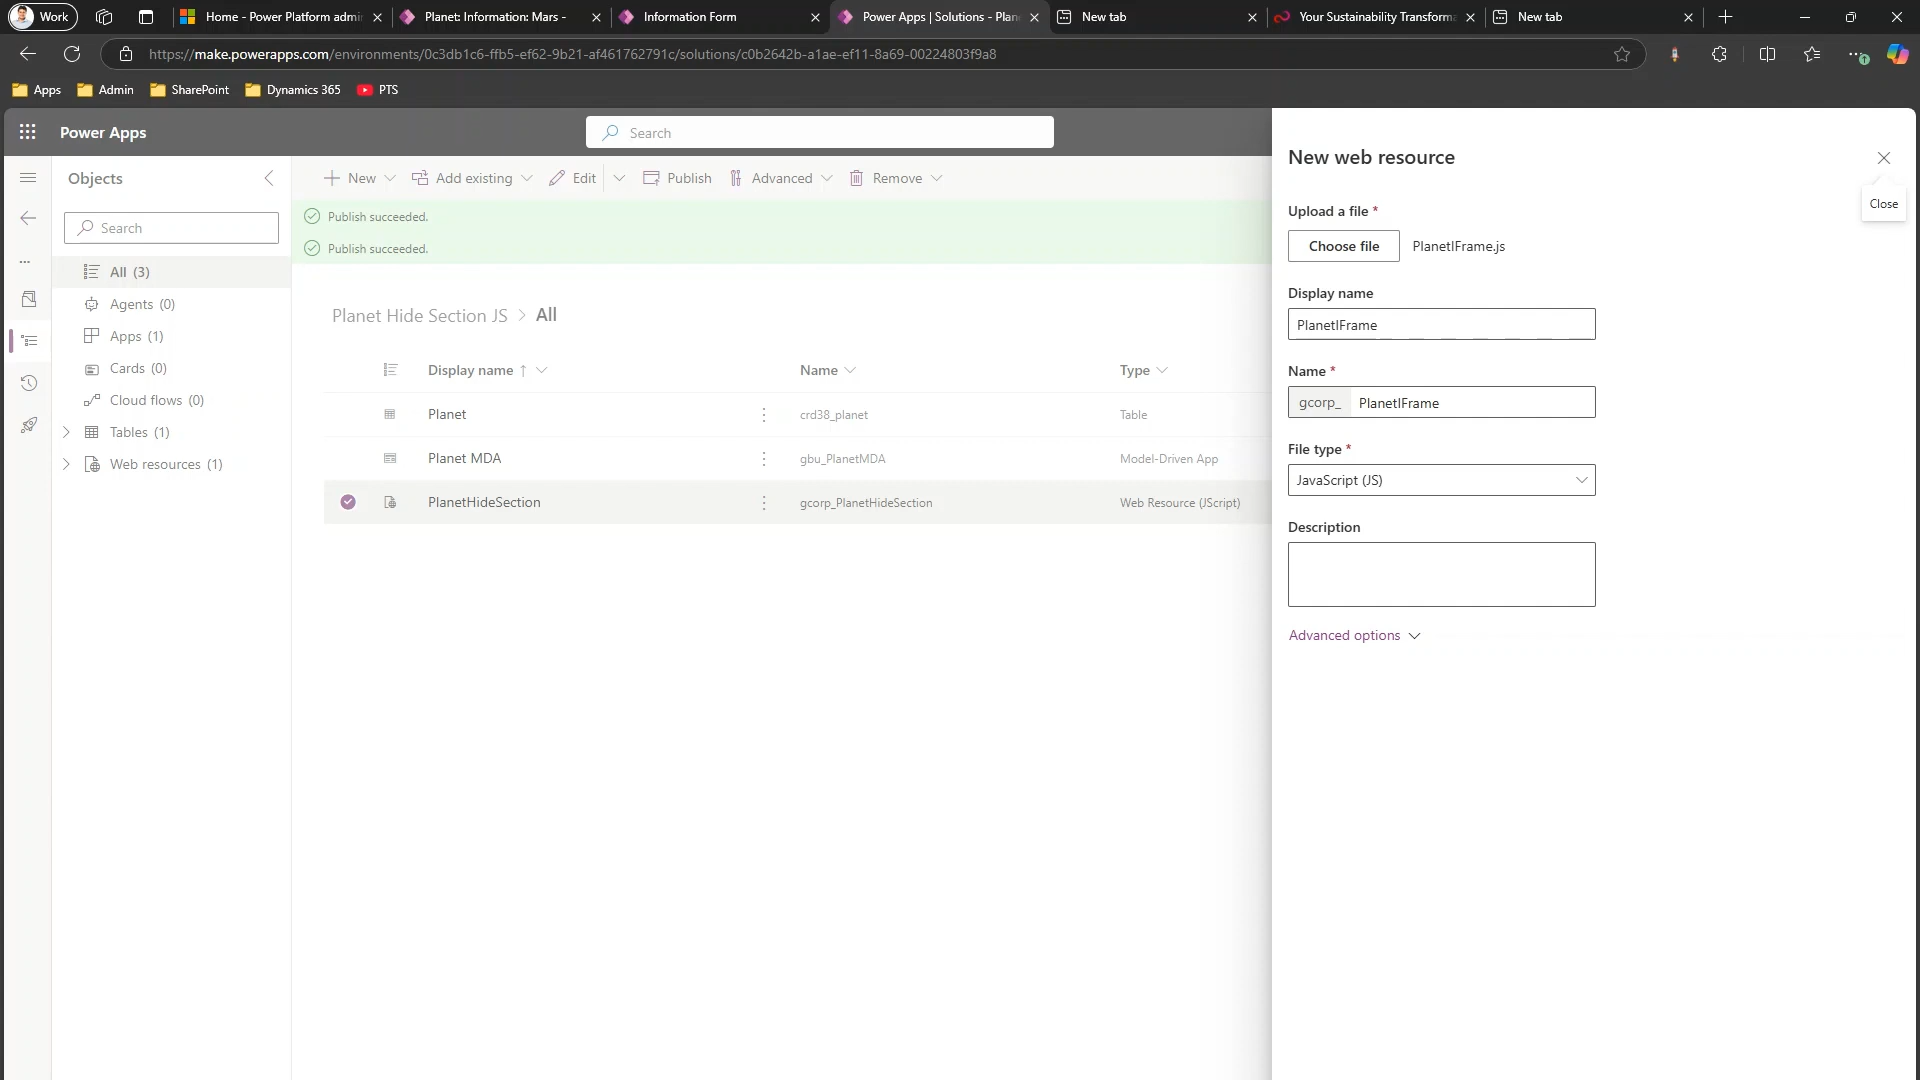 Work
Home - Power Platform admin
Planet: Information: Mars -
Information Form
Power Apps | Solutions - Plan
New tab
Your Sustainability Transforma
New tab
https://make.powerapps.com/environments/0c3db1c6-ffb5-ef62-9b21-af461762791c/solutions/c0b2642b-a1ae-ef11-8a69-00224803f9a8
Apps
Admin
SharePoint
Dynamics 365
PTS
Power Apps
Search
Objects
Search
All (3)
Agents (0)
Apps (1)
Cards (0)
Cloud flows (0)
Tables (1)
Web resources (1)
New
Add existing
Edit
Publish
Advanced
Remove
Publish succeeded.
Publish succeeded.
Planet Hide Section JS > All
Display name ↑
Name
Type
Planet
crd38_planet
Table
Planet MDA
gbu_PlanetMDA
Model-Driven App
PlanetHideSection
gcorp_PlanetHideSection
Web Resource (JScript)
New web resource
Close
Upload a file *
Choose file
PlanetIFrame.js
Display name
PlanetIFrame
Name *
gcorp_
PlanetIFrame
File type *
JavaScript (JS)
Description
Advanced options